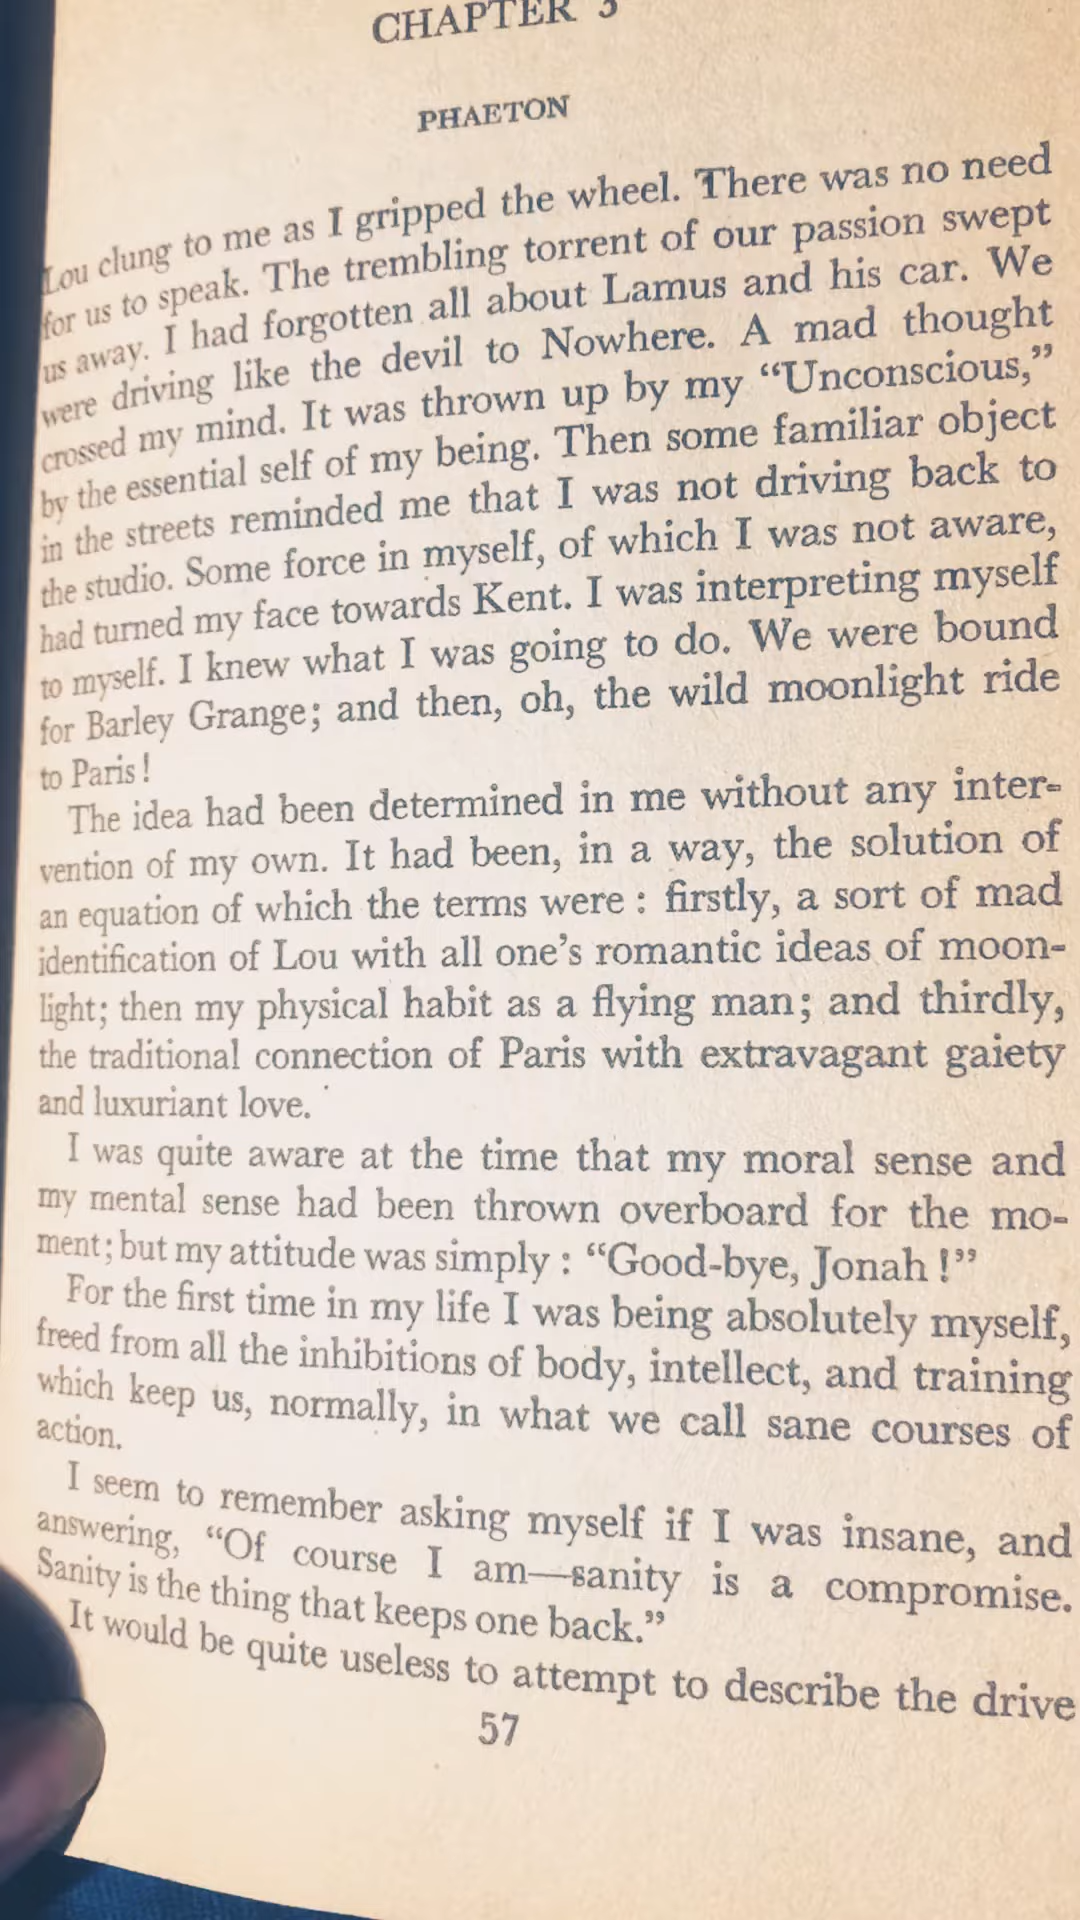 CHAPTER 3
PHAETON
Lou clung to me as I gripped the wheel. There was no need
for us to speak. The trembling torrent of our passion swept
us away. I had forgotten all about Lamus and his car. We
were driving like the devil to Nowhere. A mad thought
crossed my mind. It was thrown up by my “Unconscious,”
by the essential self of my being. Then some familiar object
in the streets reminded me that I was not driving back to
the studio. Some force in myself, of which I was not aware,
had turned my face towards Kent. I was interpreting myself
to myself. I knew what I was going to do. We were bound
for Barley Grange; and then, oh, the wild moonlight ride
to Paris!
The idea had been determined in me without any inter-
vention of my own. It had been, in a way, the solution of
an equation of which the terms were : firstly, a sort of mad
identification of Lou with all one’s romantic ideas of moon-
light; then my physical habit as a flying man; and thirdly,
the traditional connection of Paris with extravagant gaiety
and luxuriant love.
I was quite aware at the time that my moral sense and
my mental sense had been thrown overboard for the mo-
ment; but my attitude was simply : “Good-bye, Jonah !”
For the first time in my life I was being absolutely myself,
freed from all the inhibitions of body, intellect, and training
which keep us, normally, in what we call sane courses of
action.
I seem to remember asking myself if I was insane, and
answering, “Of course I am—sanity is a compromise.
Sanity is the thing that keeps one back.”
It would be quite useless to attempt to describe the drive
57